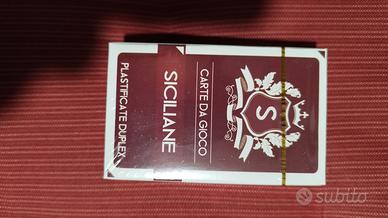 S
CARTE DA GIOCO
SICILIANE
PLASTIFICATE DUPLEX
subito